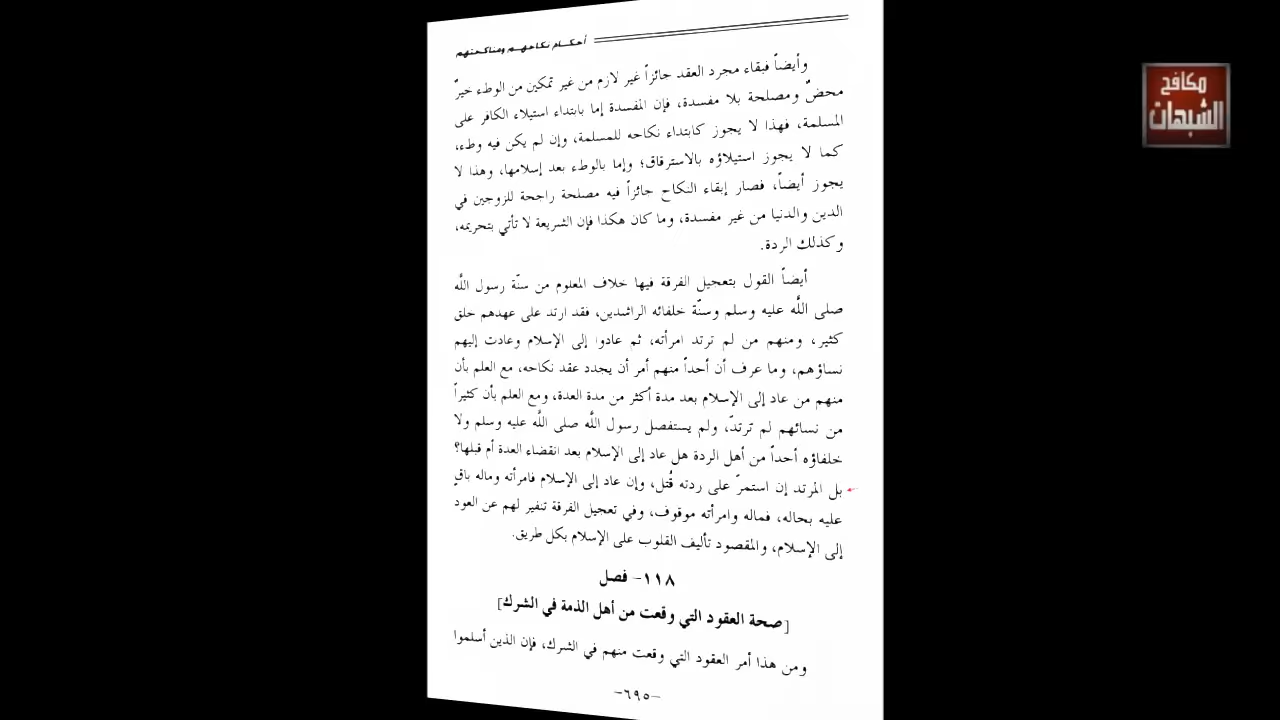 أحكام نكاحهم ومناكحتهم
وأيضاً فبقاء مجرد العقد جائزاً غير لازم من غير تمكين من الوطء خيرٌ
محضٌ ومصلحة بلا مفسدة، فإن المفسدة إما بابتداء استيلاء الكافر على
المسلمة، فهذا لا يجوز كابتداء نكاحه للمسلمة، وإن لم يكن فيه وطء،
كما لا يجوز استيلاؤه بالاسترقاق؛ وإما بالوطء بعد إسلامها، وهذا لا
يجوز أيضاً، فصار إبقاء النكاح جائزاً فيه مصلحة راجحة للزوجين في
الدين والدنيا من غير مفسدة، وما كان هكذا فإن الشريعة لا تأتي بتحريمه،
وكذلك الردة.
أيضاً القول بتعجيل الفرقة فيها خلاف المعلوم من سنّة رسول اللَّه
صلى اللَّه عليه وسلم وسنّة خلفائه الراشدين، فقد ارتد على عهدهم خلق
كثير، ومنهم من لم ترتد امرأته، ثم عادوا إلى الإسلام وعادت إليهم
نساؤهم، وما عرف أن أحداً منهم أمر أن يجدد عقد نكاحه، مع العلم بأن
منهم من عاد إلى الإسلام بعد مدة أكثر من مدة العدة، ومع العلم بأن كثيراً
من نسائهم لم ترتدّ، ولم يستفصل رسول اللَّه صلى اللَّه عليه وسلم ولا
خلفاؤه أحداً من أهل الردة هل عاد إلى الإسلام بعد انقضاء العدة أم قبلها؟
بل المرتد إن استمرّ على ردته قُتل، وإن عاد إلى الإسلام فامرأته وماله باقٍ
عليه بحاله، فماله وامرأته موقوف، وفي تعجيل الفرقة تنفير لهم عن العود
إلى الإسلام، والمقصود تأليف القلوب على الإسلام بكل طريق.
١١٨- فصل
[صحة العقود التي وقعت من أهل الذمة في الشرك]
ومن هذا أمر العقود التي وقعت منهم في الشرك، فإن الذين أسلموا
-٦٩٥-
مكافح
الشبهات